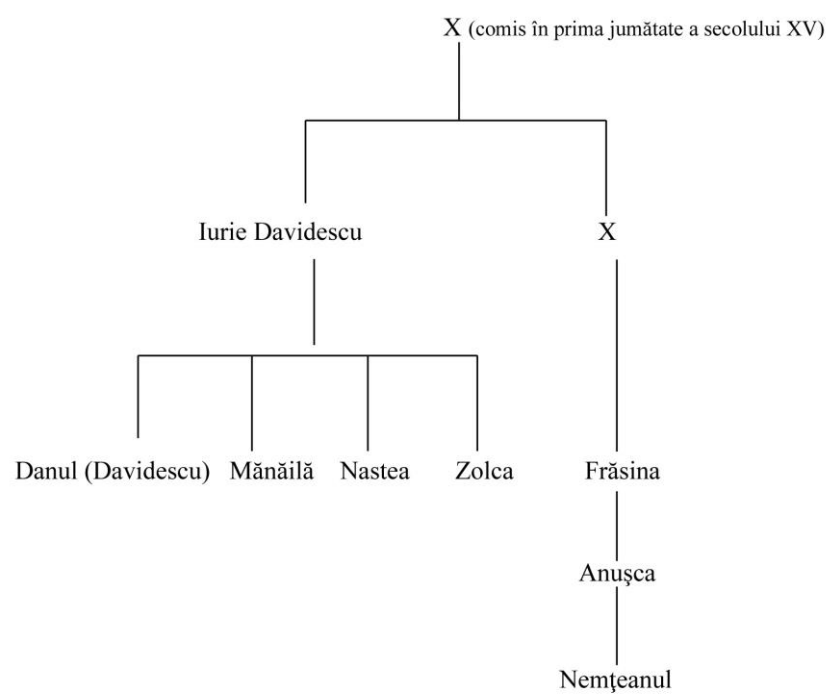 X (comis în prima jumătate a secolului XV)
Iurie Davidescu X
Danul (Davidescu) Mănăilă Nastea Zolca Frăsina
Anuşca
Nemţeanul